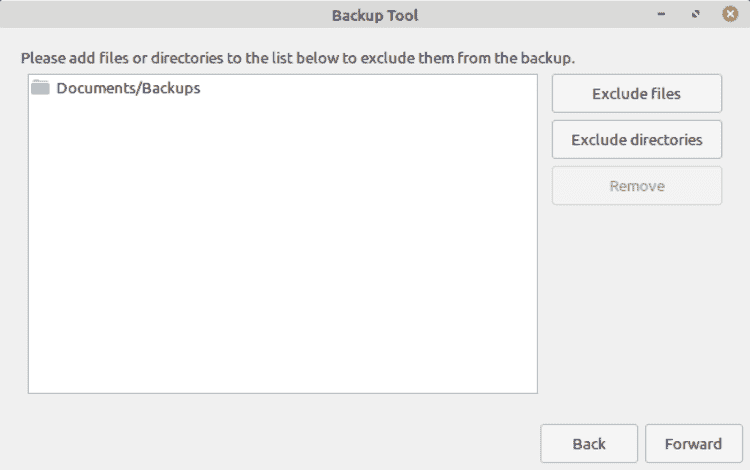 Backup Tool
Please add files or directories to the list below to exclude them from the backup.
Documents/Backups
Exclude files
Exclude directories
Remove
Back
Forward